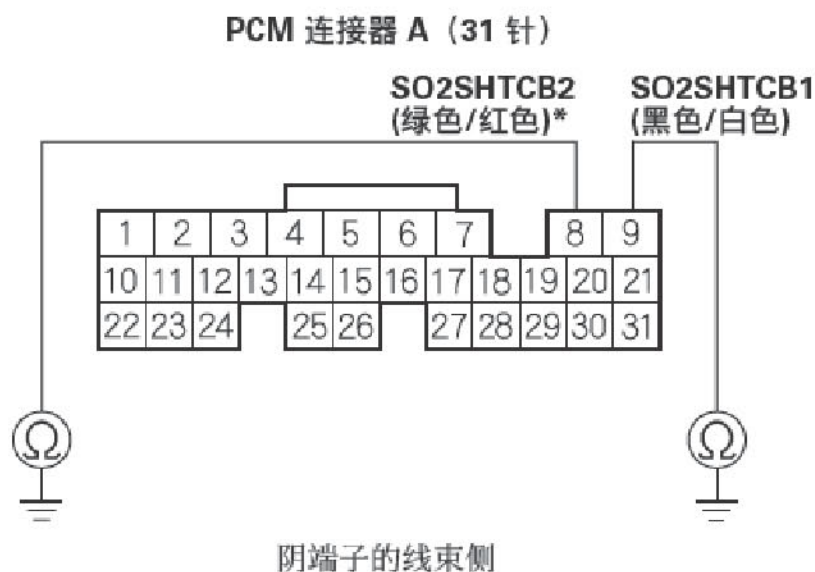 PCM 连接器 A（31 针）
SO2SHTCB2 SO2SHTCB1
(绿色/红色)* (黑色/白色)
1 2 3 4 5 6 7 8 9
10 11 12 13 14 15 16 17 18 19 20 21
22 23 24 25 26 27 28 29 30 31
Ω Ω
阴端子的线束侧